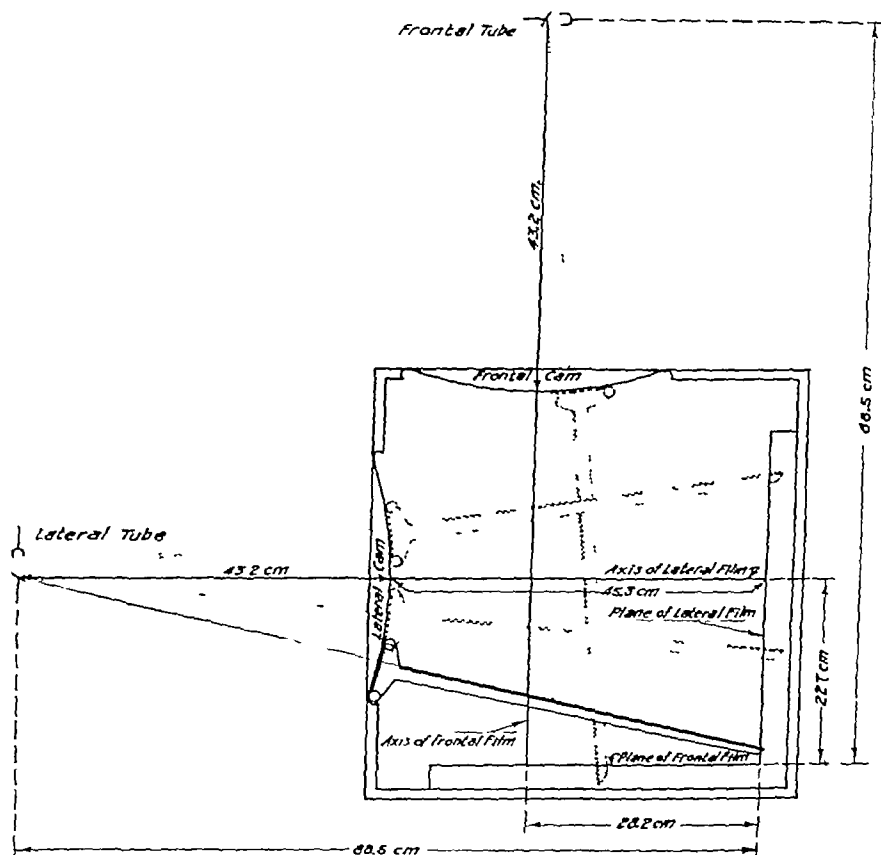 Frontal Tube
43.2 cm.
88.5 cm
Frontal Cam
Lateral Tube
43.2 cm
Lateral Cam
Axis of Lateral Film
45.3 cm
Plane of Lateral Film
22.7 cm
Axis of Frontal Film
Plane of Frontal Film
28.2 cm
88.5 cm